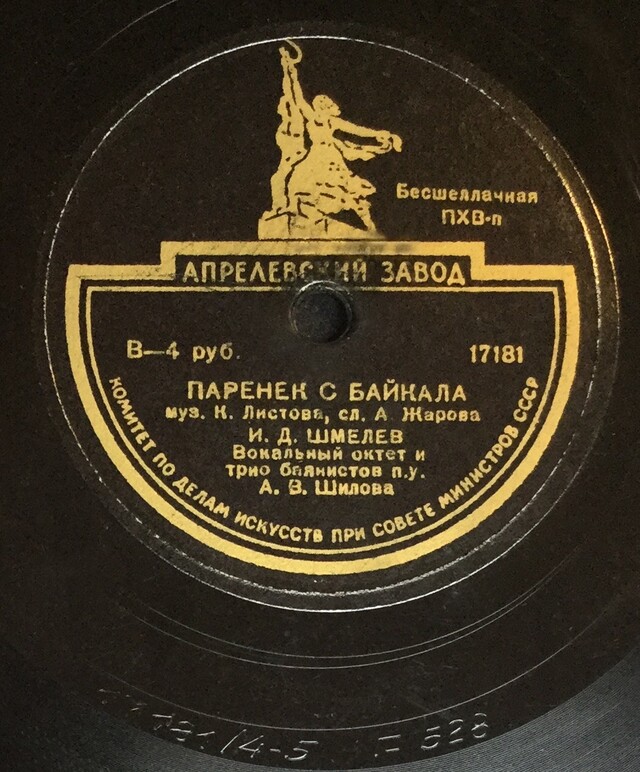 Бесшеллачная
ПХВ-п
АПРЕЛЕВСКИЙ ЗАВОД
В—4 руб. 17181
ПАРЕНЕК С БАЙКАЛА
муз. К. Листова, сл. А. Жарова
И. Д. ШМЕЛЕВ
Вокальный октет и
трио баянистов п.у.
А. В. Шилова
КОМИТЕТ ПО ДЕЛАМ ИСКУССТВ ПРИ СОВЕТЕ МИНИСТРОВ СССР
528